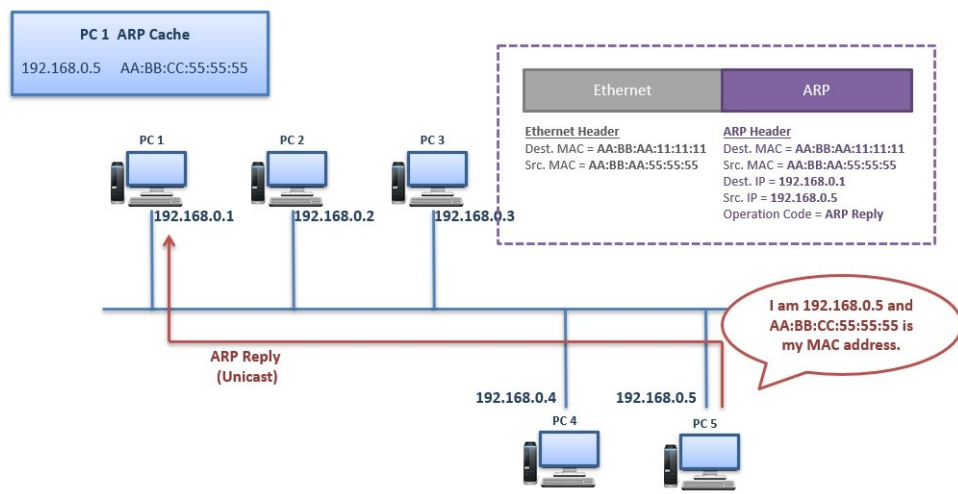 PC 1 ARP Cache
192.168.0.5 AA:BB:CC:55:55:55
Ethernet ARP
Ethernet Header
Dest. MAC = AA:BB:AA:11:11:11
Src. MAC = AA:BB:AA:55:55:55
ARP Header
Dest. MAC = AA:BB:AA:11:11:11
Src. MAC = AA:BB:AA:55:55:55
Dest. IP = 192.168.0.1
Src. IP = 192.168.0.5
Operation Code = ARP Reply
PC 1 PC 2 PC 3
192.168.0.1 192.168.0.2 192.168.0.3
I am 192.168.0.5 and
AA:BB:CC:55:55:55 is
my MAC address.
ARP Reply
(Unicast)
192.168.0.4 192.168.0.5
PC 4 PC 5